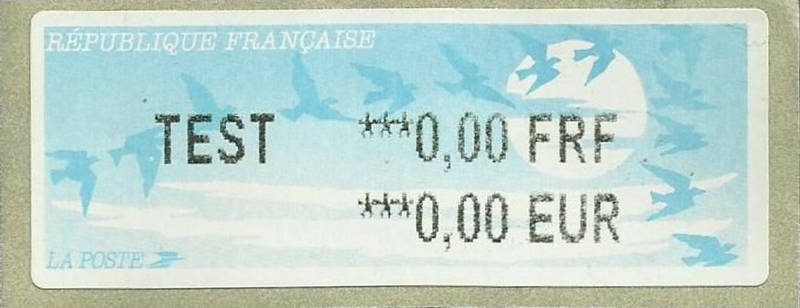 RÉPUBLIQUE FRANÇAISE
TEST ***0,00 FRF
***0,00 EUR
LA POSTE